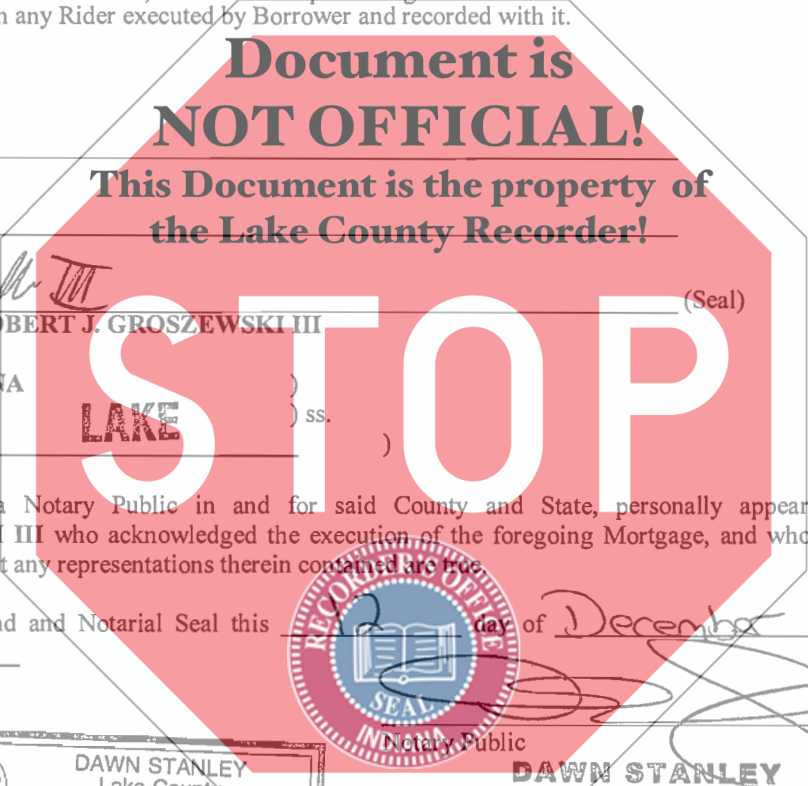 n any Rider executed by Borrower and recorded with it.
Document is
NOT OFFICIAL!
This Document is the property of
the Lake County Recorder!
III
(Seal)
OBERT J. GROSZEWSKI III
STOP
NA )
LAKE ) ss.
)
a Notary Public in and for said County and State, personally appear
I III who acknowledged the execution of the foregoing Mortgage, and who
t any representations therein contained are true.
nd and Notarial Seal this 12 day of December
RECORDER'S OFFICE
SEAL
INDIANA
Notary Public
DAWN STANLEY
DAWN STANLEY
Lake Count